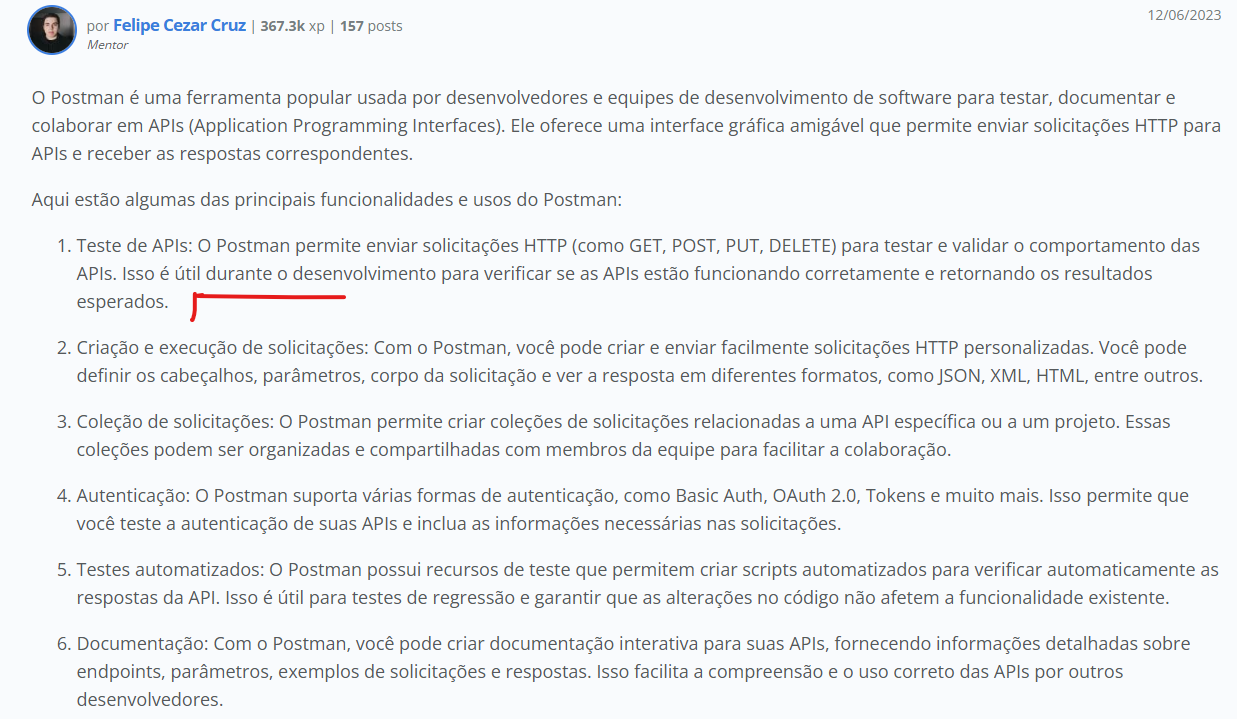 por Felipe Cezar Cruz | 367.3k xp | 157 posts
12/06/2023
Mentor
O Postman é uma ferramenta popular usada por desenvolvedores e equipes de desenvolvimento de software para testar, documentar e
colaborar em APIs (Application Programming Interfaces). Ele oferece uma interface gráfica amigável que permite enviar solicitações HTTP para
APIs e receber as respostas correspondentes.
Aqui estão algumas das principais funcionalidades e usos do Postman:
1. Teste de APIs: O Postman permite enviar solicitações HTTP (como GET, POST, PUT, DELETE) para testar e validar o comportamento das
APIs. Isso é útil durante o desenvolvimento para verificar se as APIs estão funcionando corretamente e retornando os resultados
esperados.
2. Criação e execução de solicitações: Com o Postman, você pode criar e enviar facilmente solicitações HTTP personalizadas. Você pode
definir os cabeçalhos, parâmetros, corpo da solicitação e ver a resposta em diferentes formatos, como JSON, XML, HTML, entre outros.
3. Coleção de solicitações: O Postman permite criar coleções de solicitações relacionadas a uma API específica ou a um projeto. Essas
coleções podem ser organizadas e compartilhadas com membros da equipe para facilitar a colaboração.
4. Autenticação: O Postman suporta várias formas de autenticação, como Basic Auth, OAuth 2.0, Tokens e muito mais. Isso permite que
você teste a autenticação de suas APIs e inclua as informações necessárias nas solicitações.
5. Testes automatizados: O Postman possui recursos de teste que permitem criar scripts automatizados para verificar automaticamente as
respostas da API. Isso é útil para testes de regressão e garantir que as alterações no código não afetem a funcionalidade existente.
6. Documentação: Com o Postman, você pode criar documentação interativa para suas APIs, fornecendo informações detalhadas sobre
endpoints, parâmetros, exemplos de solicitações e respostas. Isso facilita a compreensão e o uso correto das APIs por outros
desenvolvedores.